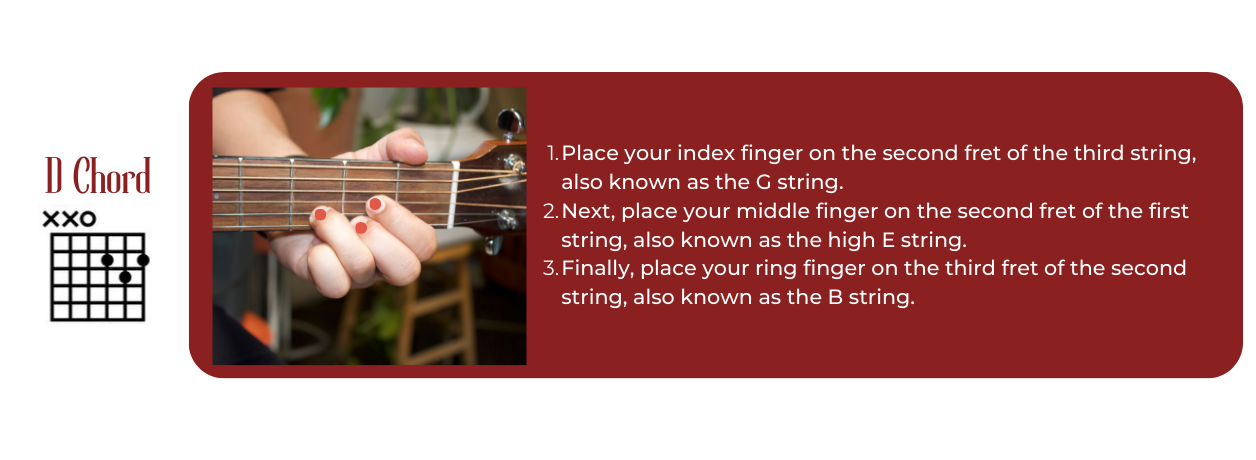 D Chord
XXO
1. Place your index finger on the second fret of the third string,
also known as the G string.
2. Next, place your middle finger on the second fret of the first
string, also known as the high E string.
3. Finally, place your ring finger on the third fret of the second
string, also known as the B string.